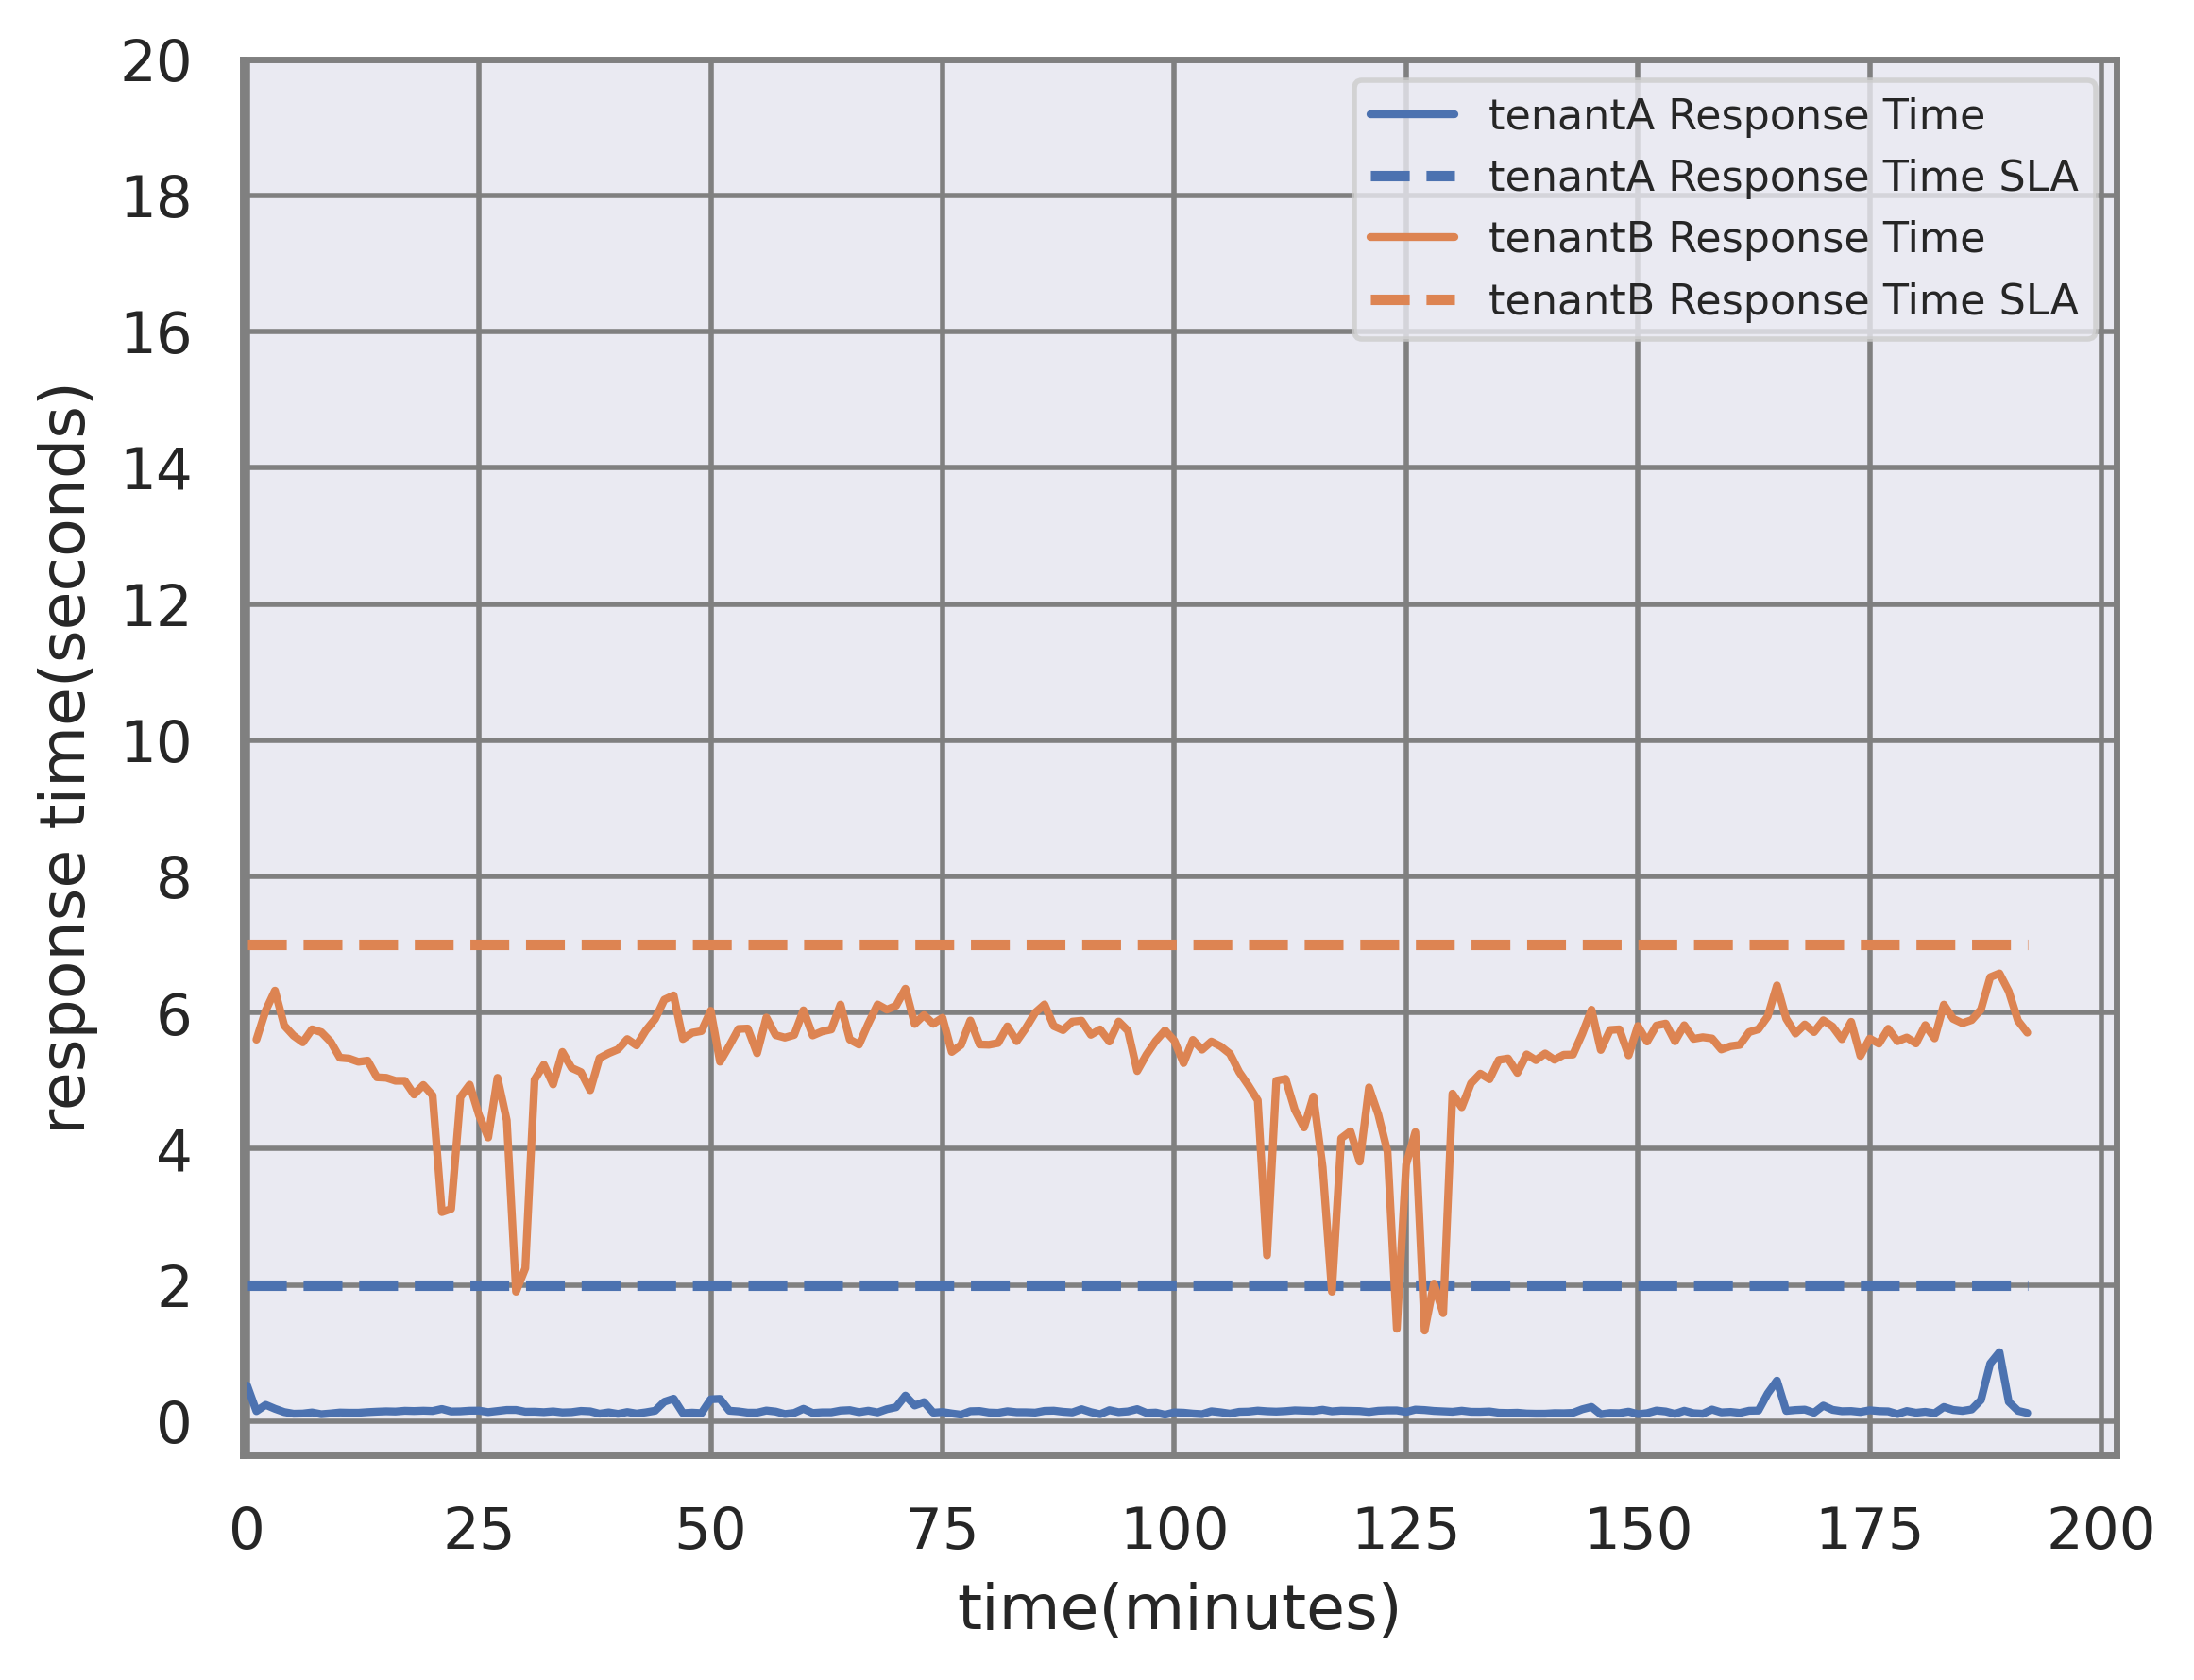 20
18
16
14
12
10
8
6
4
2
0
response time(seconds)
tenantA Response Time
tenantA Response Time SLA
tenantB Response Time
tenantB Response Time SLA
0 25 50 75 100 125 150 175 200
time(minutes)